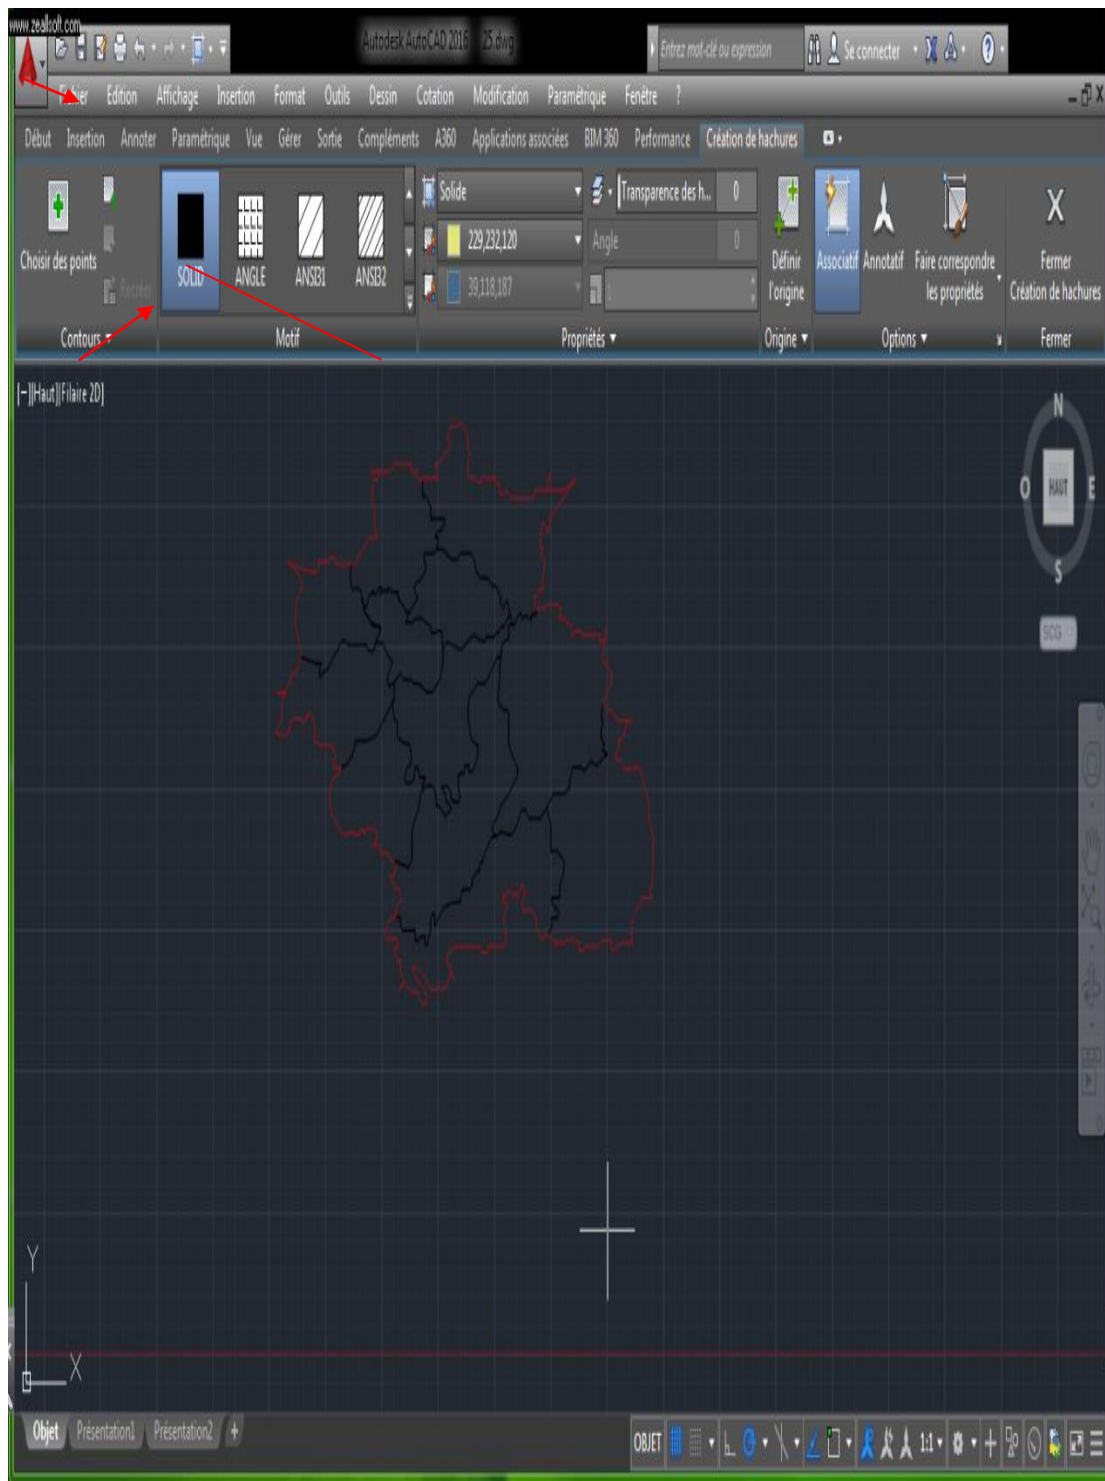 www.zeallsoft.com
Autodesk AutoCAD 2016 25.dwg
Entrez mot-clé ou expression
Se connecter
Fichier Edition Affichage Insertion Format Outils Dessin Cotation Modification Paramétrique Fenêtre ?
Début Insertion Annoter Paramétrique Vue Gérer Sortie Compléments A360 Applications associées BIM 360 Performance Création de hachures
Solide Transparence des h... 0
229,232,120 Angle 0
39,118,187 1
Choisir des points
Recréer
SOLID ANGLE ANSI31 ANSI32
Définir l'origine
Associatif Annotatif Faire correspondre les propriétés
Fermer
Création de hachures
Contours Motif Propriétés Origine Options Fermer
[−][Haut][Filaire 2D]
N
O HAUT E
S
SCG
Y
X
Objet Présentation1 Présentation2 +
OBJET 1:1